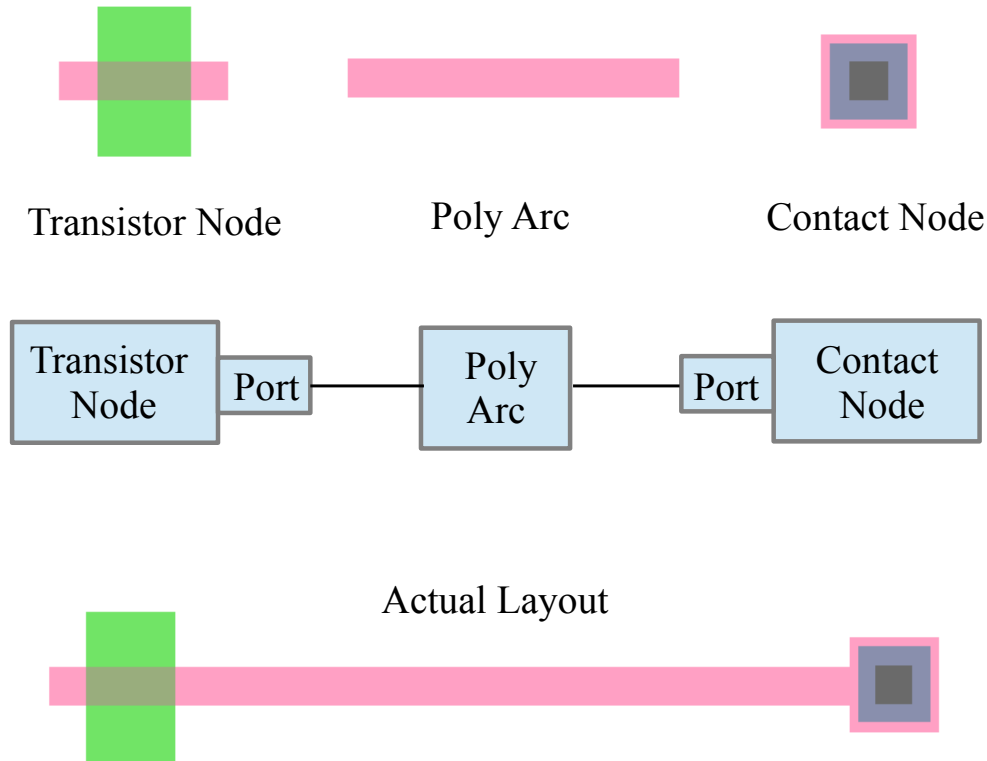 Transistor Node
Poly Arc
Contact Node
Transistor
Node
Port
Poly
Arc
Port
Contact
Node
Actual Layout